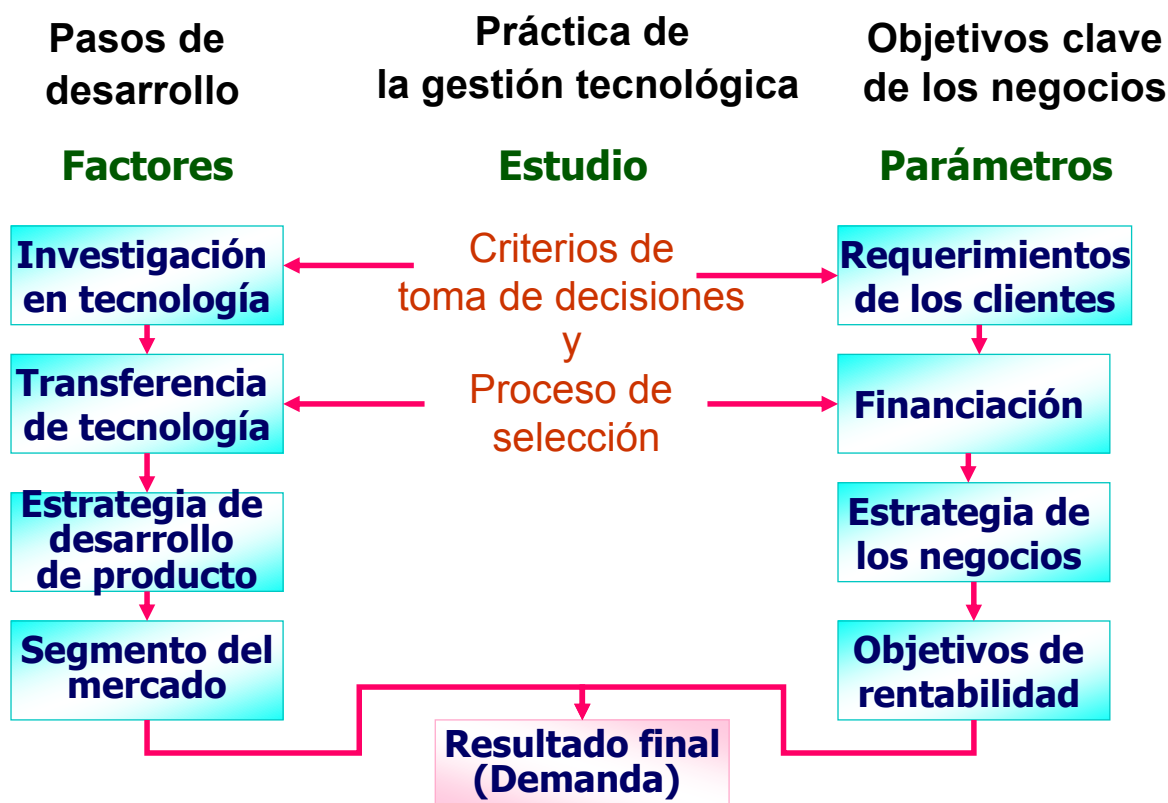 Pasos de
desarrollo
Práctica de
la gestión tecnológica
Objetivos clave
de los negocios
Factores
Estudio
Parámetros
Investigación
en tecnología
Criterios de
toma de decisiones
y
Proceso de
selección
Requerimientos
de los clientes
Transferencia
de tecnología
Financiación
Estrategia de
desarrollo
de producto
Estrategia de
los negocios
Segmento del
mercado
Objetivos de
rentabilidad
Resultado final
(Demanda)